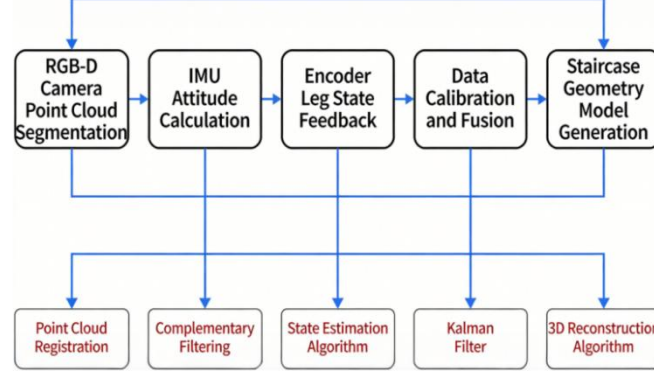 RGB-D
Camera
Point Cloud
Segmentation
IMU
Attitude
Calculation
Encoder
Leg State
Feedback
Data
Calibration
and Fusion
Staircase
Geometry
Model
Generation
Point Cloud
Registration
Complementary
Filtering
State Estimation
Algorithm
Kalman
Filter
3D Reconstruction
Algorithm